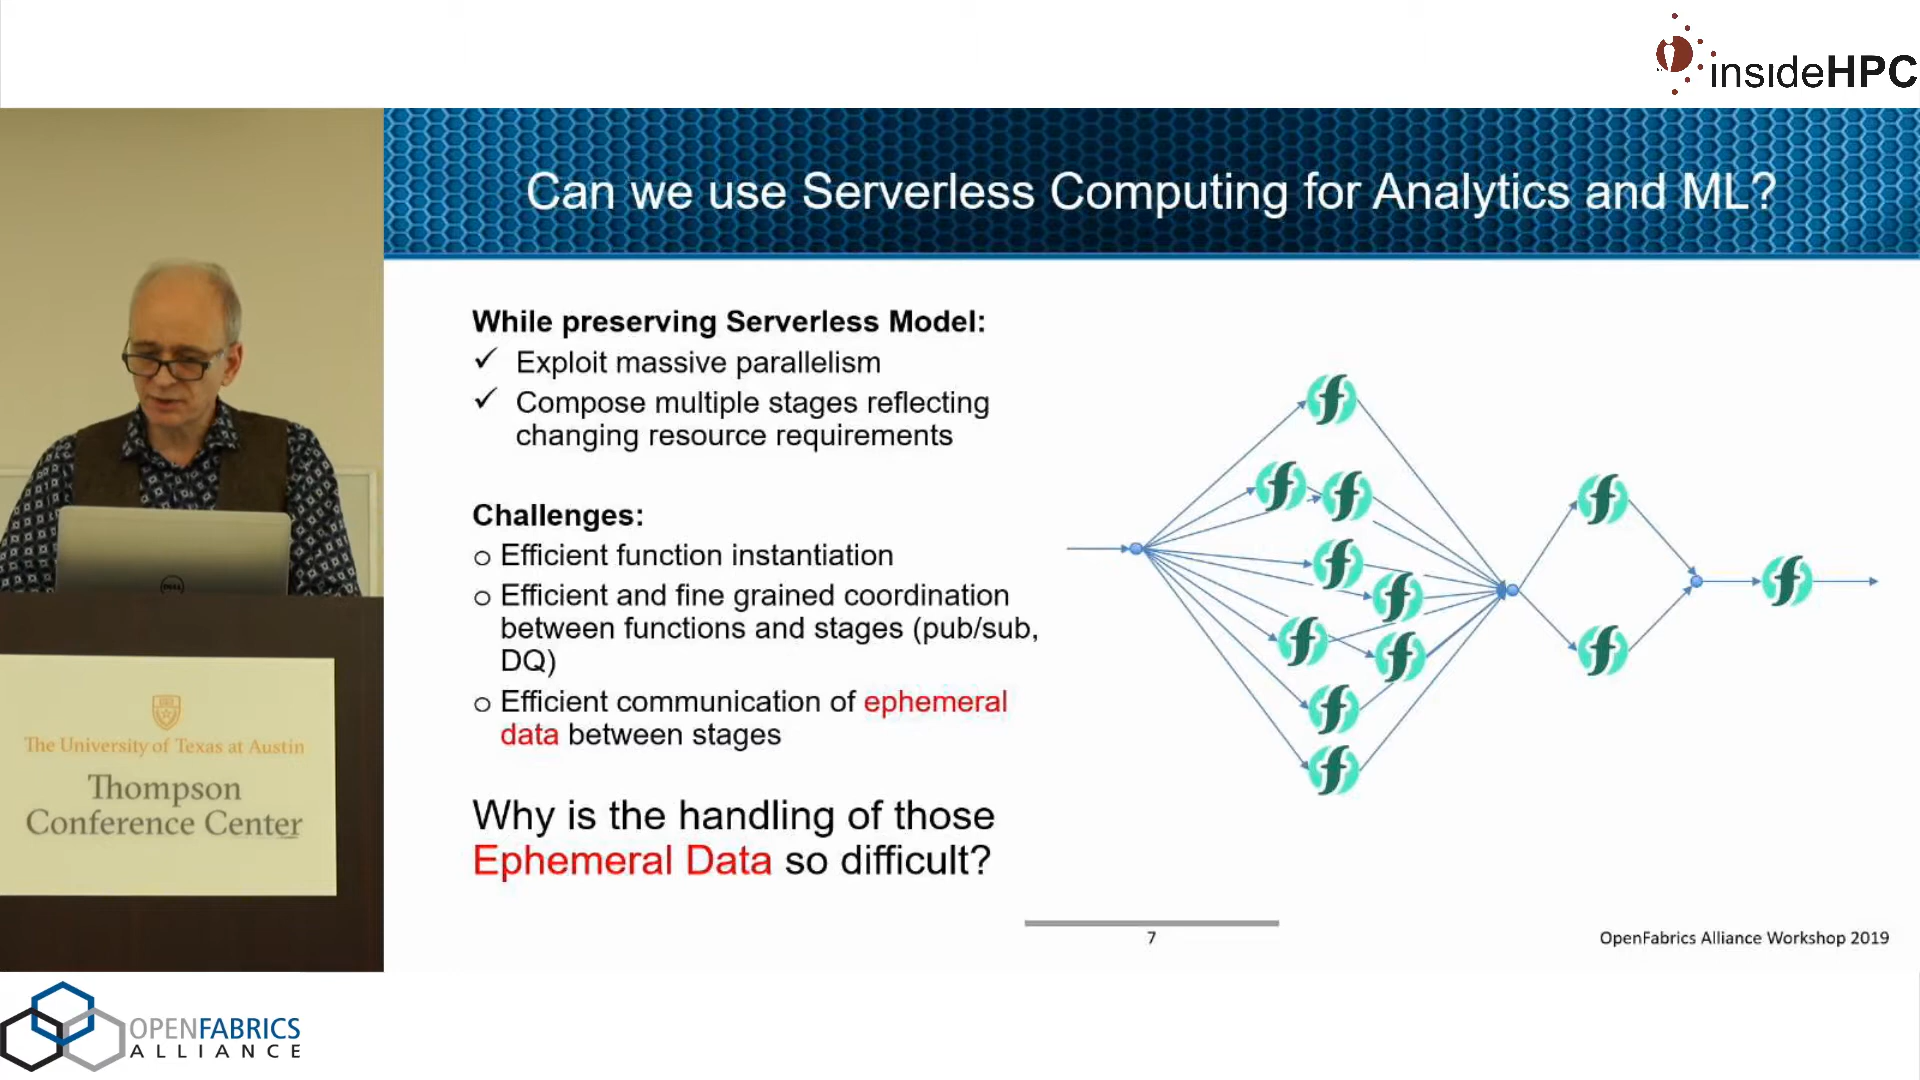 insideHPC
Can we use Serverless Computing for Analytics and ML?
While preserving Serverless Model:
✓ Exploit massive parallelism
✓ Compose multiple stages reflecting
changing resource requirements
Challenges:
o Efficient function instantiation
o Efficient and fine grained coordination
between functions and stages (pub/sub,
DQ)
o Efficient communication of ephemeral
data between stages
Why is the handling of those
Ephemeral Data so difficult?
f
f
f
f
f
f
f
f
f
f
f
f
7
OpenFabrics Alliance Workshop 2019
DELL
The University of Texas at Austin
Thompson
Conference Center
OPENFABRICS
ALLIANCE